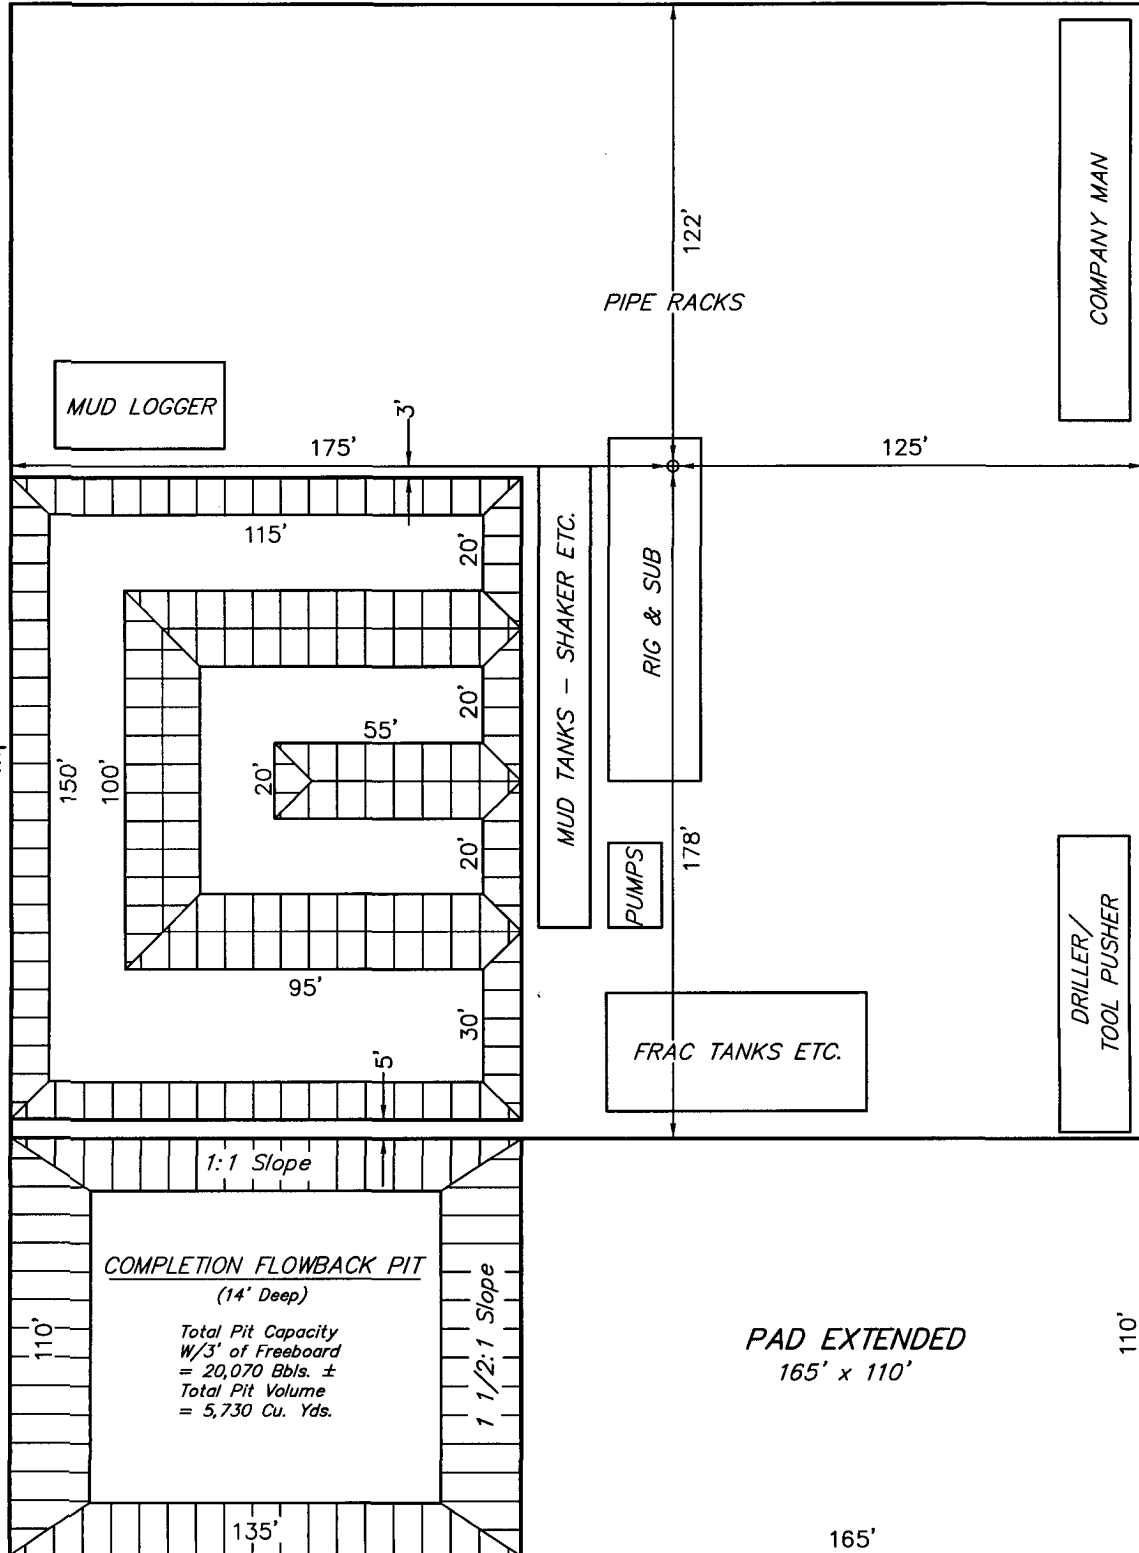 122'
COMPANY MAN
PIPE RACKS
MUD LOGGER
3'
175'
125'
115'
20'
MUD TANKS – SHAKER ETC.
RIG & SUB
20'
55'
150'
100'
20'
20'
178'
PUMPS
DRILLER/
TOOL PUSHER
95'
30'
FRAC TANKS ETC.
5'
1:1 Slope
COMPLETION FLOWBACK PIT
(14' Deep)
Total Pit Capacity
W/3' of Freeboard
= 20,070 Bbls. ±
Total Pit Volume
= 5,730 Cu. Yds.
110'
1 1/2:1 Slope
PAD EXTENDED
165' x 110'
110'
135'
165'